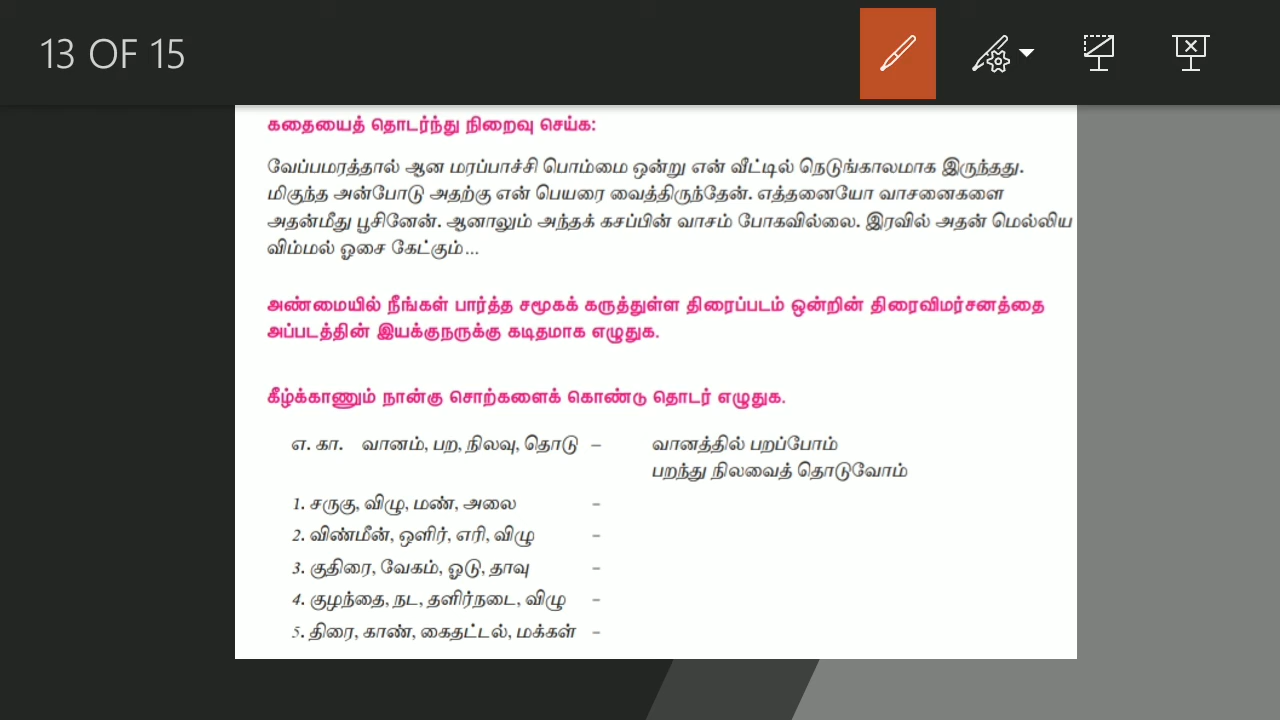 13 OF 15
கதையைத் தொடர்ந்து நிறைவு செய்க:
வேப்பமரத்தால் ஆன மரப்பாச்சி பொம்மை ஒன்று என் வீட்டில் நெடுங்காலமாக இருந்தது.
மிகுந்த அன்போடு அதற்கு என் பெயரை வைத்திருந்தேன். எத்தனையோ வாசனைகளை
அதன்மீது பூசினேன். ஆனாலும் அந்தக் கசப்பின் வாசம் போகவில்லை. இரவில் அதன் மெல்லிய
விம்மல் ஓசை கேட்கும்...
அண்மையில் நீங்கள் பார்த்த சமூகக் கருத்துள்ள திரைப்படம் ஒன்றின் திரைவிமர்சனத்தை
அப்படத்தின் இயக்குநருக்கு கடிதமாக எழுதுக.
கீழ்க்காணும் நான்கு சொற்களைக் கொண்டு தொடர் எழுதுக.
எ. கா. வானம், பற, நிலவு, தொடு – வானத்தில் பறப்போம்
பறந்து நிலவைத் தொடுவோம்
1. சருகு, விழு, மண், அலை –
2. விண்மீன், ஒளிர், எரி, விழு –
3. குதிரை, வேகம், ஓடு, தாவு –
4. குழந்தை, நட, தளிர்நடை, விழு –
5. திரை, காண், கைதட்டல், மக்கள் –